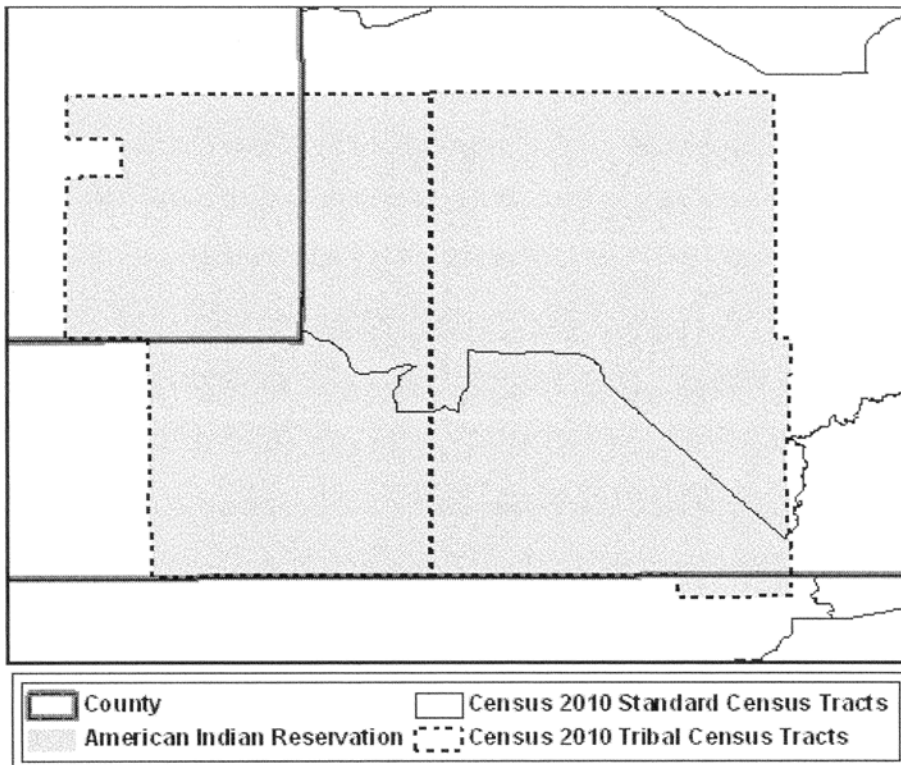 County
Census 2010 Standard Census Tracts
American Indian Reservation
Census 2010 Tribal Census Tracts